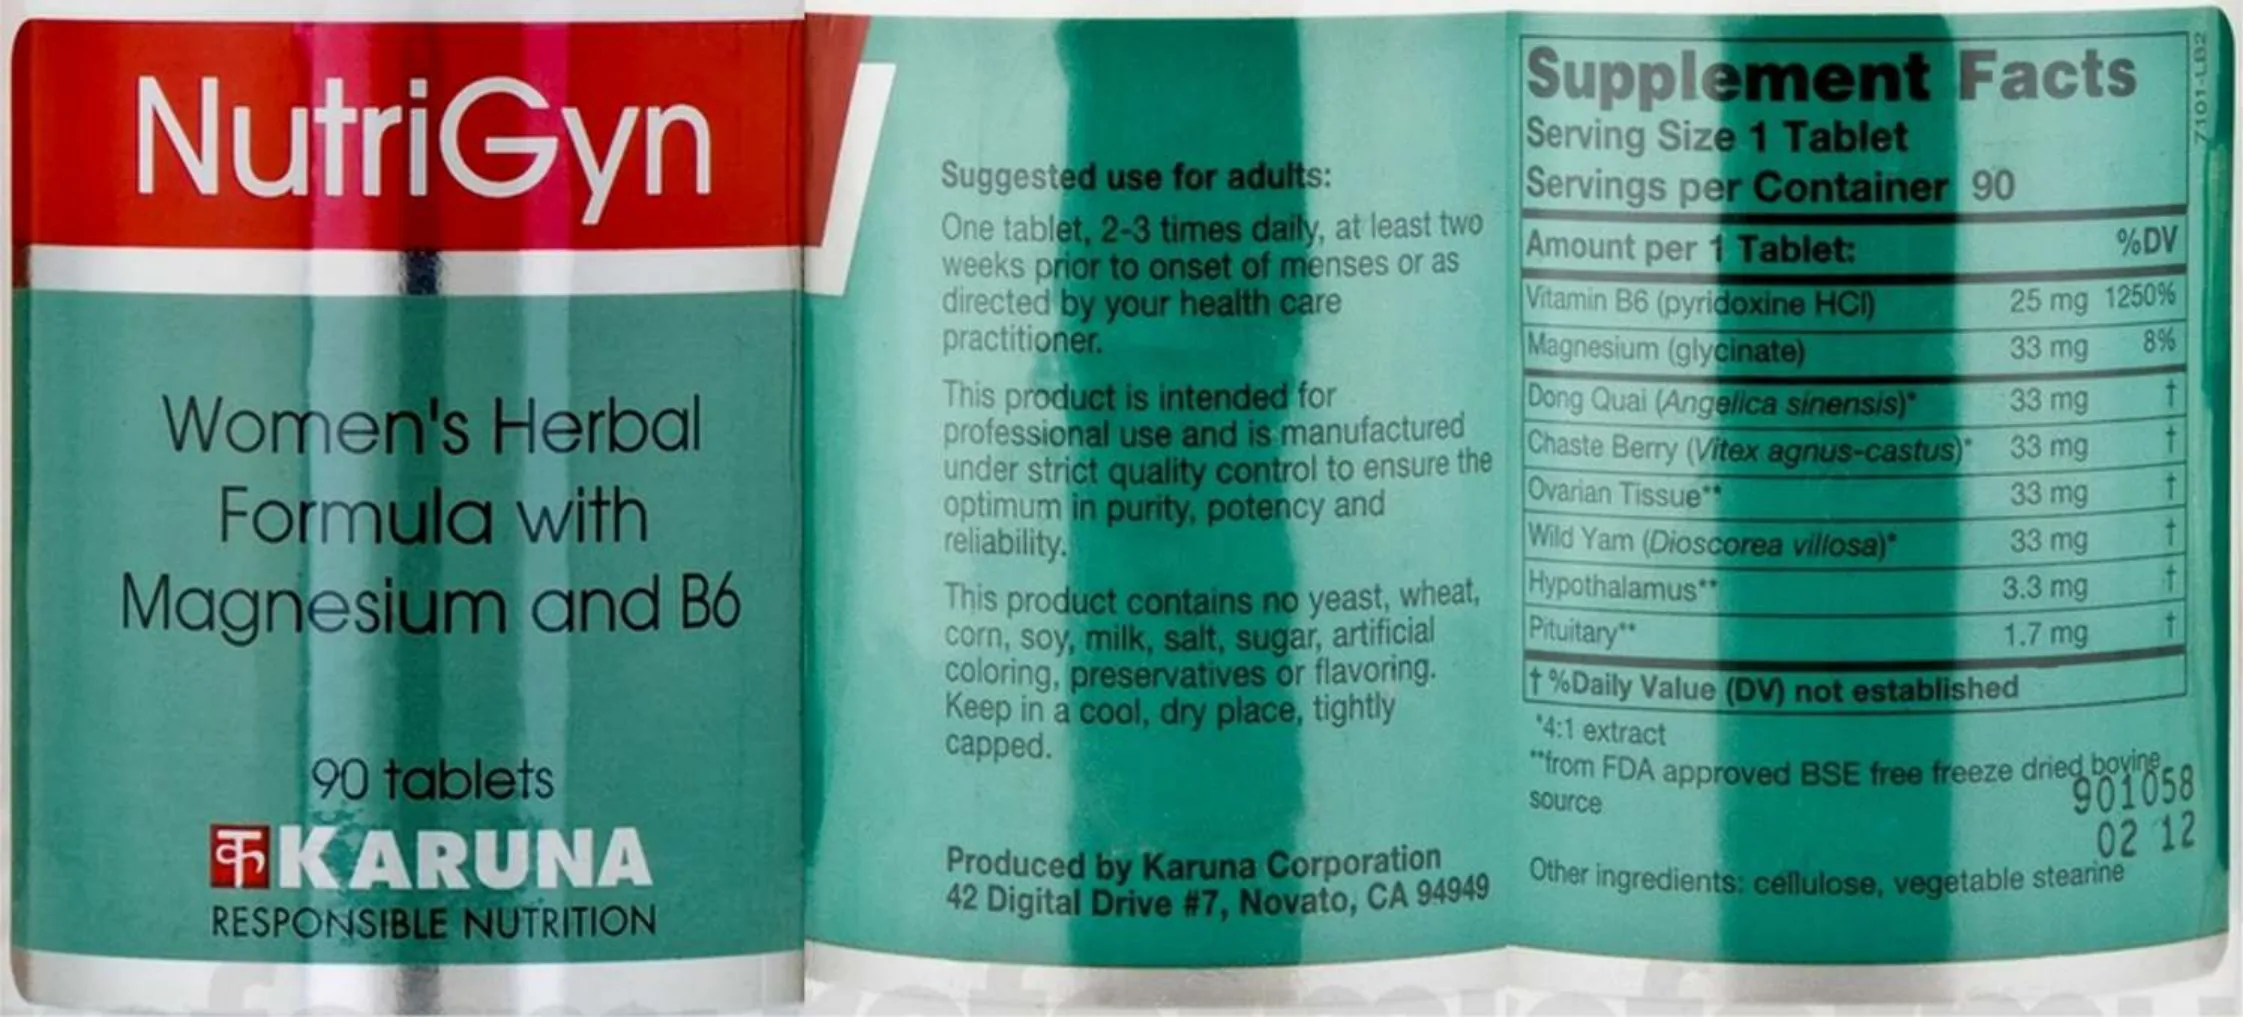 NutriGyn
Women's Herbal
Formula with
Magnesium and B6
90 tablets
क KARUNA
RESPONSIBLE NUTRITION
Suggested use for adults:
One tablet, 2-3 times daily, at least two
weeks prior to onset of menses or as
directed by your health care
practitioner.
This product is intended for
professional use and is manufactured
under strict quality control to ensure the
optimum in purity, potency and
reliability.
This product contains no yeast, wheat,
corn, soy, milk, salt, sugar, artificial
coloring, preservatives or flavoring.
Keep in a cool, dry place, tightly
capped.
Produced by Karuna Corporation
42 Digital Drive #7, Novato, CA 94949
Supplement Facts
Serving Size 1 Tablet
Servings per Container 90
Amount per 1 Tablet: %DV
Vitamin B6 (pyridoxine HCl) 25 mg 1250%
Magnesium (glycinate) 33 mg 8%
Dong Quai (Angelica sinensis)* 33 mg †
Chaste Berry (Vitex agnus-castus)* 33 mg †
Ovarian Tissue** 33 mg †
Wild Yam (Dioscorea villosa)* 33 mg †
Hypothalamus** 3.3 mg †
Pituitary** 1.7 mg †
† %Daily Value (DV) not established
*4:1 extract
**from FDA approved BSE free freeze dried bovine
source
901058
02 12
Other ingredients: cellulose, vegetable stearine
7101-LB2